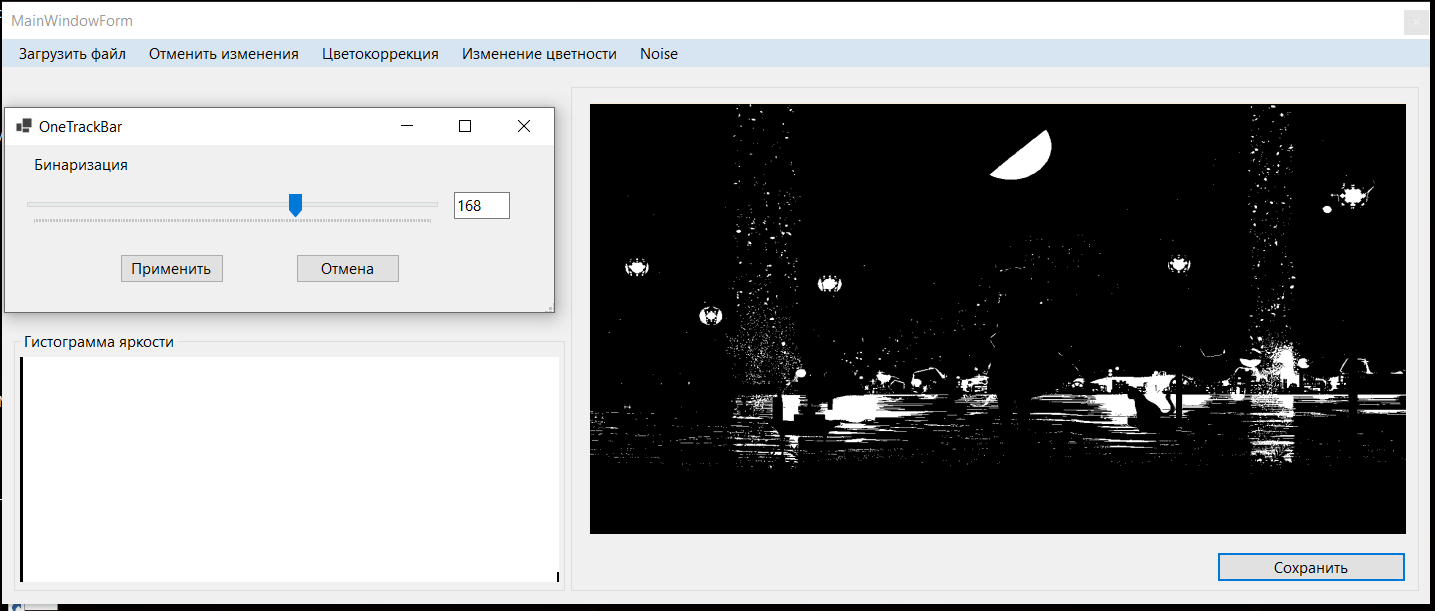 MainWindowForm
Загрузить файл Отменить изменения Цветокоррекция Изменение цветности Noise
OneTrackBar
Бинаризация
168
Применить Отмена
Гистограмма яркости
Сохранить